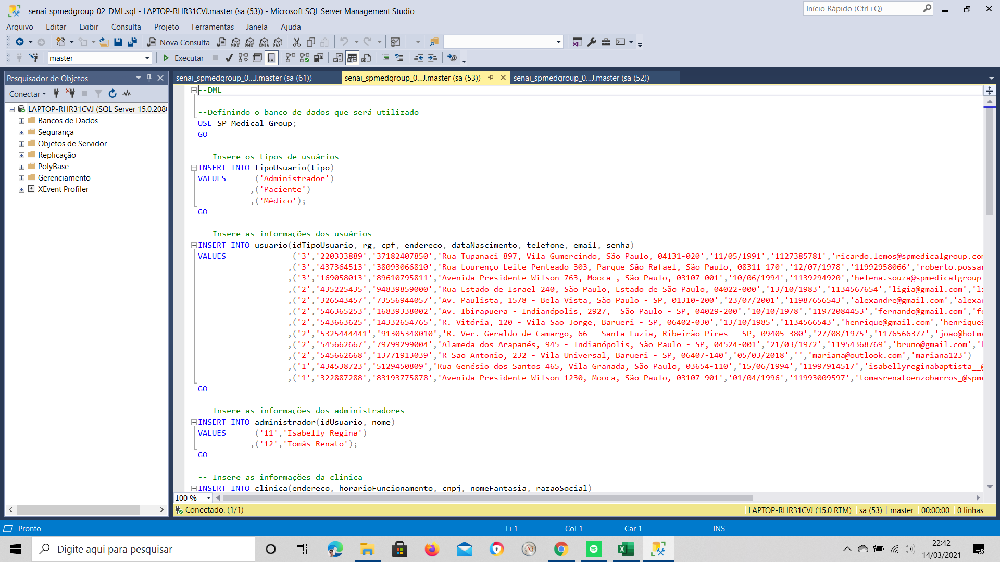 senai_spmedgroup_02_DML.sql - LAPTOP-RHR31CVJ.master (sa (53)) - Microsoft SQL Server Management Studio
Início Rápido (Ctrl+Q)
Arquivo Editar Exibir Consulta Projeto Ferramentas Janela Ajuda
Nova Consulta MDX DMX XMLA DAX
master Executar
Pesquisador de Objetos
senai_spmedgroup_0...J.master (sa (61)) senai_spmedgroup_0...J.master (sa (53)) senai_spmedgroup_0...J.master (sa (52))
Conectar
LAPTOP-RHR31CVJ (SQL Server 15.0.2080
Bancos de Dados
Segurança
Objetos de Servidor
Replicação
PolyBase
Gerenciamento
XEvent Profiler
--DML
--Definindo o banco de dados que será utilizado
USE SP_Medical_Group;
GO
-- Insere os tipos de usuários
INSERT INTO tipoUsuario(tipo)
VALUES ('Administrador')
,('Paciente')
,('Médico');
GO
-- Insere as informações dos usuários
INSERT INTO usuario(idTipoUsuario, rg, cpf, endereco, dataNascimento, telefone, email, senha)
VALUES ('3','220333889','37182407850','Rua Tupanaci 897, Vila Gumercindo, São Paulo, 04131-020','11/05/1991','1127385781','ricardo.lemos@spmedicalgroup.com
,('3','437364513','38093066810','Rua Lourenço Leite Penteado 303, Parque São Rafael, São Paulo, 08311-170','12/07/1978','11992958066','roberto.possar
,('3','169058013','89610795811','Avenida Presidente Wilson 763, Mooca , São Paulo, 03107-001','10/06/1994','1139294920','helena.souza@spmedicalgroup.
,('2','435225435','94839859000','Rua Estado de Israel 240, São Paulo, Estado de São Paulo, 04022-000','13/10/1983','1134567654','ligia@gmail.com','li
,('2','326543457','73556944057','Av. Paulista, 1578 - Bela Vista, São Paulo - SP, 01310-200','23/07/2001','11987656543','alexandre@gmail.com','alexan
,('2','546365253','16839338002','Av. Ibirapuera - Indianópolis, 2927,  São Paulo - SP, 04029-200','10/10/1978','11972084453','fernando@gmail.com','fe
,('2','543663625','14332654765','R. Vitória, 120 - Vila Sao Jorge, Barueri - SP, 06402-030','13/10/1985','1134566543','henrique@gmail.com','henrique9
,('2','5325444441','91305348010','R. Ver. Geraldo de Camargo, 66 - Santa Luzia, Ribeirão Pires - SP, 09405-380','27/08/1975','1176566377','joao@hotma
,('2','545662667','79799299004','Alameda dos Arapanés, 945 - Indianópolis, São Paulo - SP, 04524-001','21/03/1972','11954368769','bruno@gmail.com','b
,('2','545662668','13771913039','R Sao Antonio, 232 - Vila Universal, Barueri - SP, 06407-140','05/03/2018','','mariana@outlook.com','mariana123')
,('1','434538723','5129450809','Rua Genésio dos Santos 465, Vila Granada, São Paulo, 03654-110','15/06/1994','11997914517','isabellyreginabaptista__@
,('1','322887288','83193775878','Avenida Presidente Wilson 1230, Mooca, São Paulo, 03107-901','01/04/1996','11993009597','tomasrenatoenzobarros_@spme
GO
-- Insere as informações dos administradores
INSERT INTO administrador(idUsuario, nome)
VALUES ('11','Isabelly Regina')
,('12','Tomás Renato');
GO
-- Insere as informações da clinica
INSERT INTO clinica(endereco, horarioFuncionamento, cnpj, nomeFantasia, razaoSocial)
100 %
Conectado. (1/1) LAPTOP-RHR31CVJ (15.0 RTM) sa (53) master 00:00:00 0 linhas
Pronto Li 1 Col 1 Car 1 INS
Digite aqui para pesquisar
22:42
14/03/2021